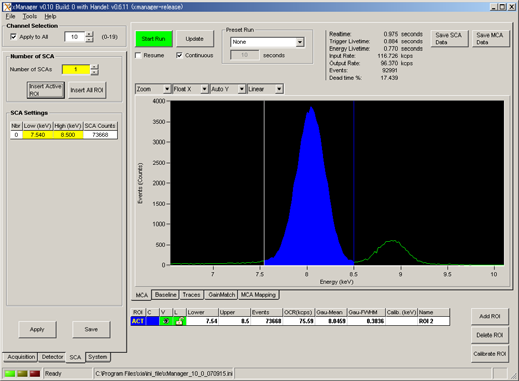 xManager v0.10 Build: 0 with Handel: v0.6.11 (xmanager-release)
File Tools Help
Channel Selection
Apply to All 10 (0-19)
Number of SCA
Number of SCAs 1
Insert Active ROI
Insert All ROI
SCA Settings
Nbr Low (keV) High (keV) SCA Counts
0 7.540 8.500 73668
Apply Save
Acquisition Detector SCA System
Start Run Update
Resume Continuous
Preset Run
None
10 seconds
Realtime: 0.975 seconds
Trigger Livetime: 0.884 seconds
Energy Livetime: 0.770 seconds
Input Rate: 116.726 kcps
Output Rate: 96.370 kcps
Events: 92991
Dead time %: 17.439
Save SCA Data
Save MCA Data
Zoom Float X Auto Y Linear
Events (Counts)
4000
3500
3000
2500
2000
1500
1000
500
0
7 7.5 8 8.5 9 9.5 10
Energy (keV)
MCA Baseline Traces GainMatch MCA Mapping
ROI C V L Lower Upper Events OCR(kcps) Gau-Mean Gau-FWHM Calib. (keV) Name
ACT 7.54 8.5 73668 75.59 8.0459 0.3036 ROI 2
Add ROI
Delete ROI
Calibrate ROI
Ready C:\Program Files\xia\ini_file\xManager_10_0_070915.ini